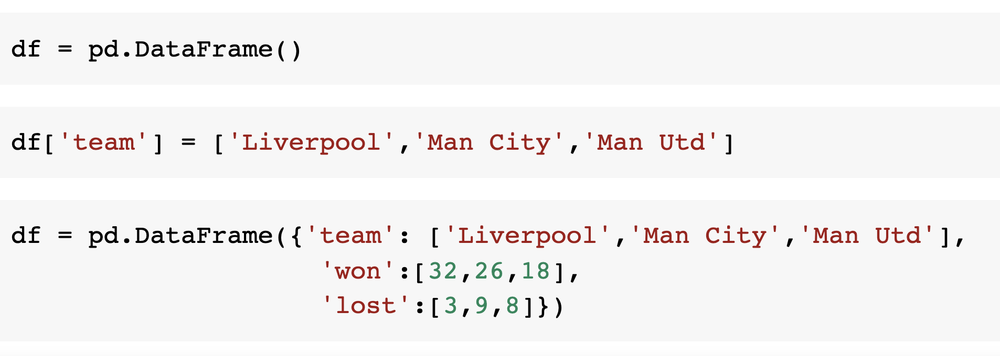 df = pd.DataFrame()
df['team'] = ['Liverpool','Man City','Man Utd']
df = pd.DataFrame({'team': ['Liverpool','Man City','Man Utd'],
'won':[32,26,18],
'lost':[3,9,8]})